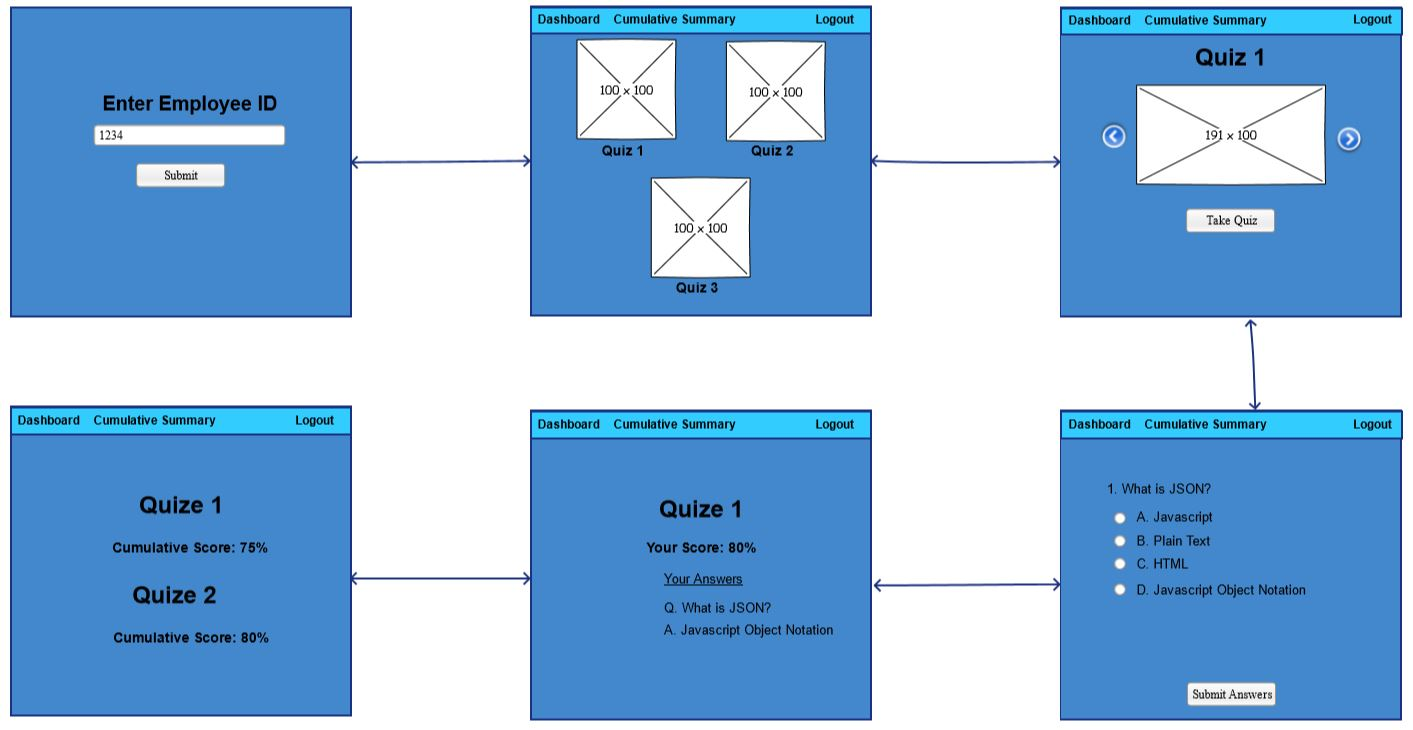 Enter Employee ID
1234
Submit
Dashboard Cumulative Summary Logout
100 x 100 100 x 100
Quiz 1 Quiz 2
100 x 100
Quiz 3
Dashboard Cumulative Summary Logout
Quiz 1
191 x 100
Take Quiz
Dashboard Cumulative Summary Logout
Quize 1
Cumulative Score: 75%
Quize 2
Cumulative Score: 80%
Dashboard Cumulative Summary Logout
Quize 1
Your Score: 80%
Your Answers
Q. What is JSON?
A. Javascript Object Notation
Dashboard Cumulative Summary Logout
1. What is JSON?
A. Javascript
B. Plain Text
C. HTML
D. Javascript Object Notation
Submit Answers